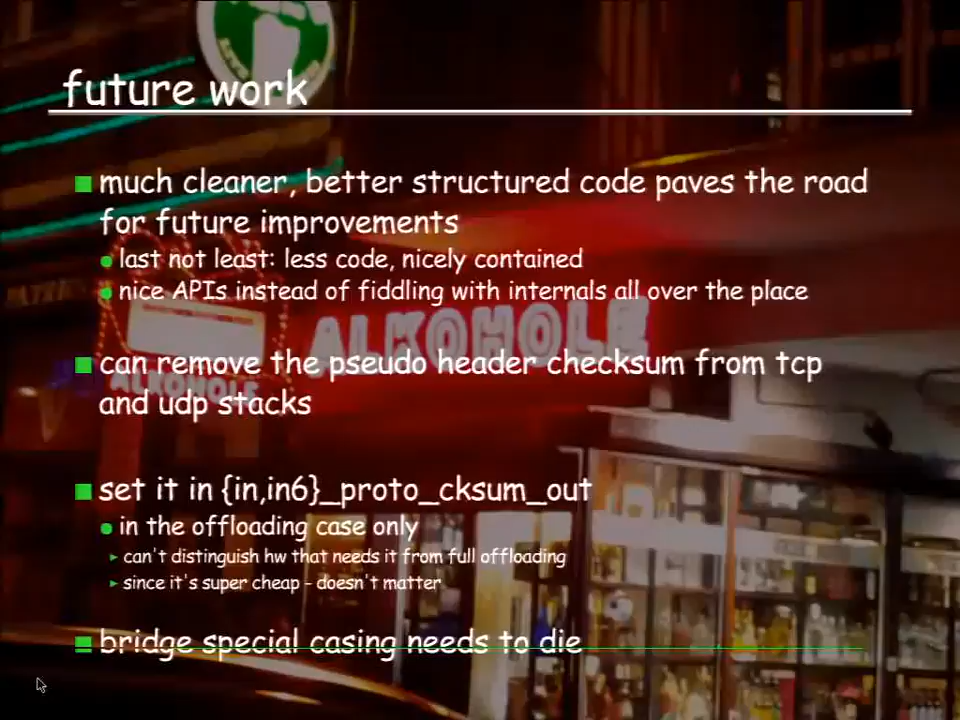 future work
much cleaner, better structured code paves the road
for future improvements
last not least: less code, nicely contained
nice APIs instead of fiddling with internals all over the place
ALKOHOLE
ALKOHOLE
can remove the pseudo header checksum from tcp
and udp stacks
set it in {in,in6}_proto_cksum_out
in the offloading case only
can't distinguish hw that needs it from full offloading
since it's super cheap - doesn't matter
bridge special casing needs to die